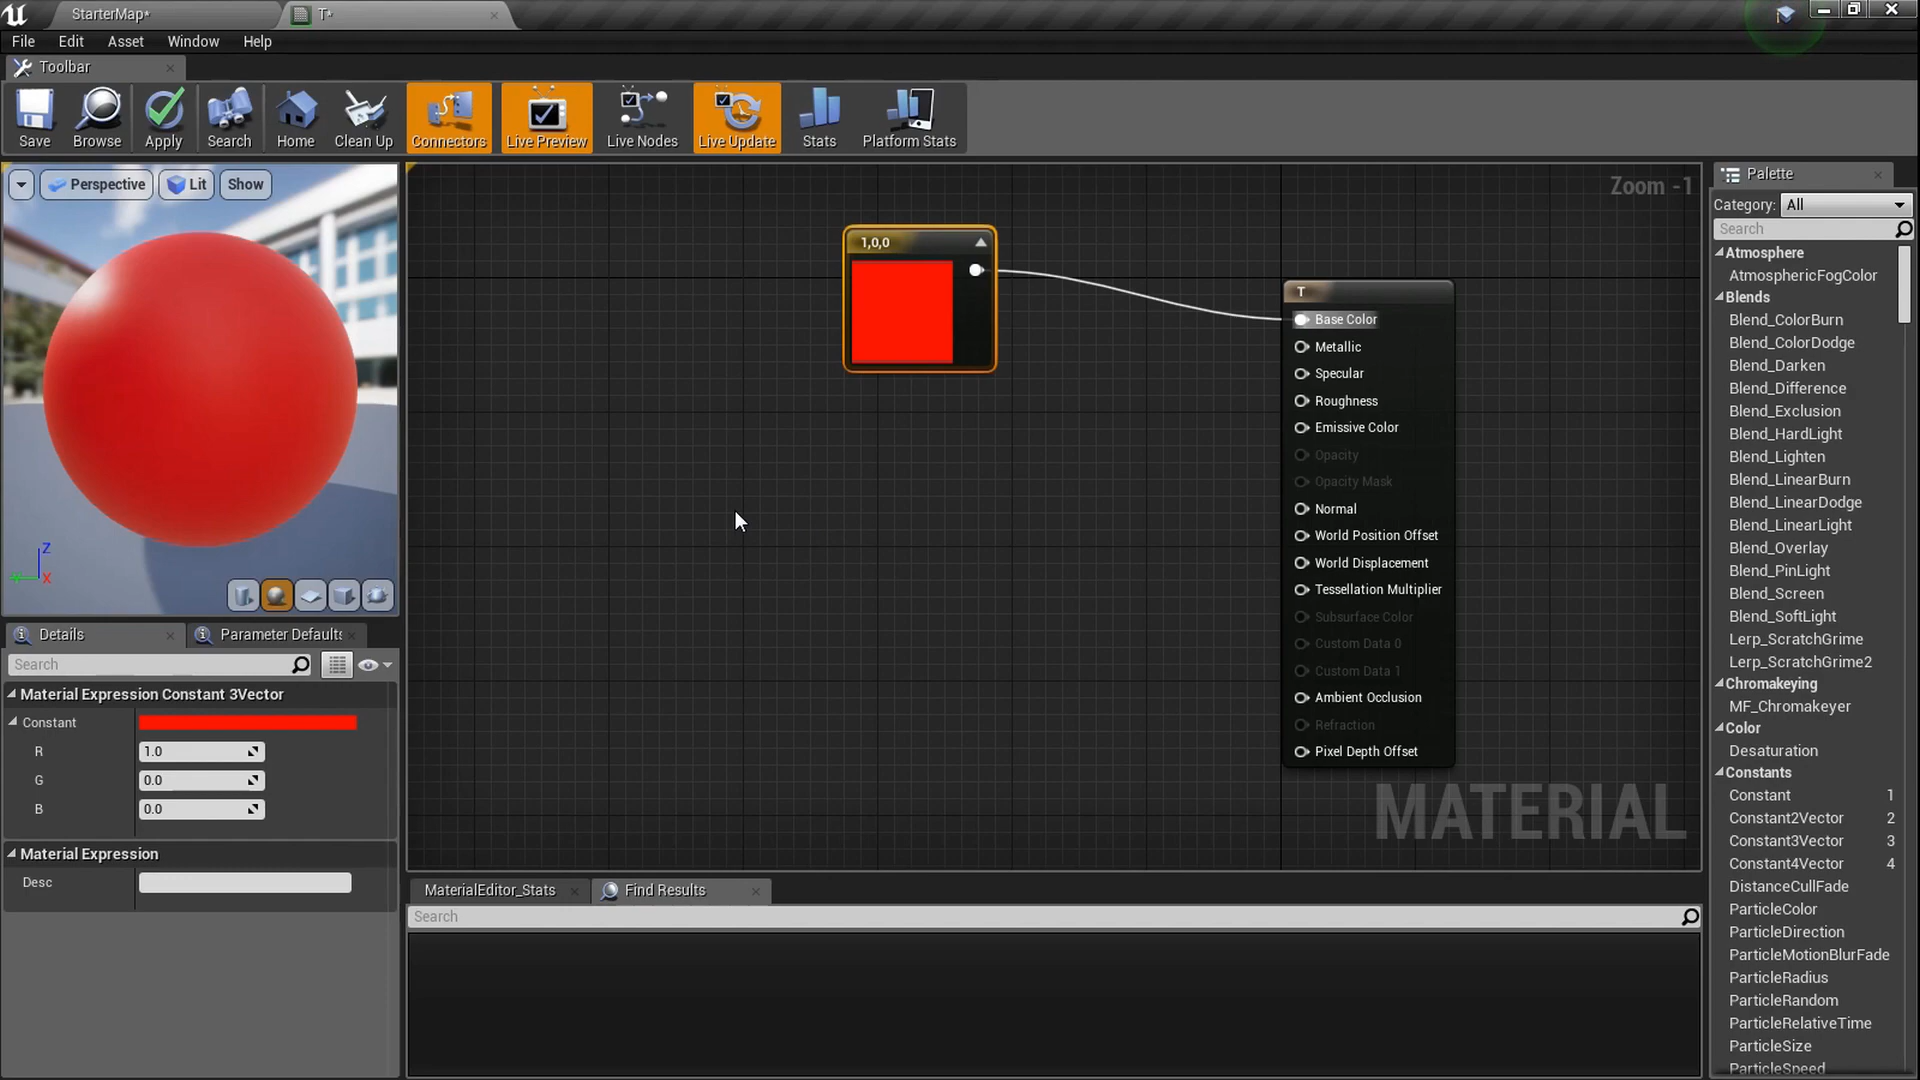 StarterMap*
T*
File Edit Asset Window Help
Toolbar
Save Browse Apply Search Home Clean Up Connectors Live Preview Live Nodes Live Update Stats Platform Stats
Perspective Lit Show
Z
X
Details
Parameter Defaults
Search
Material Expression Constant 3Vector
Constant
R 1.0
G 0.0
B 0.0
Material Expression
Desc
Zoom -1
1,0,0
T
Base Color
Metallic
Specular
Roughness
Emissive Color
Opacity
Opacity Mask
Normal
World Position Offset
World Displacement
Tessellation Multiplier
Subsurface Color
Custom Data 0
Custom Data 1
Ambient Occlusion
Refraction
Pixel Depth Offset
MATERIAL
MaterialEditor_Stats
Find Results
Search
Palette
Category: All
Search
Atmosphere
AtmosphericFogColor
Blends
Blend_ColorBurn
Blend_ColorDodge
Blend_Darken
Blend_Difference
Blend_Exclusion
Blend_HardLight
Blend_Lighten
Blend_LinearBurn
Blend_LinearDodge
Blend_LinearLight
Blend_Overlay
Blend_PinLight
Blend_Screen
Blend_SoftLight
Lerp_ScratchGrime
Lerp_ScratchGrime2
Chromakeying
MF_Chromakeyer
Color
Desaturation
Constants
Constant 1
Constant2Vector 2
Constant3Vector 3
Constant4Vector 4
DistanceCullFade
ParticleColor
ParticleDirection
ParticleMotionBlurFade
ParticleRadius
ParticleRandom
ParticleRelativeTime
ParticleSize
ParticleSpeed